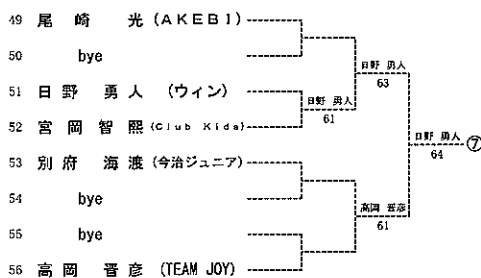 49 尾崎 光 (AKEBI)
50 bye
日野 勇人
63
51 日野 勇人 (ウィン)
日野 勇人
61
52 宮岡智熙 (Club Kids)
日野 勇人 ⑦
64
53 別府 海渡 (今治ジュニア)
54 bye
高岡 晋彦
61
55 bye
56 高岡 晋彦 (TEAM JOY)